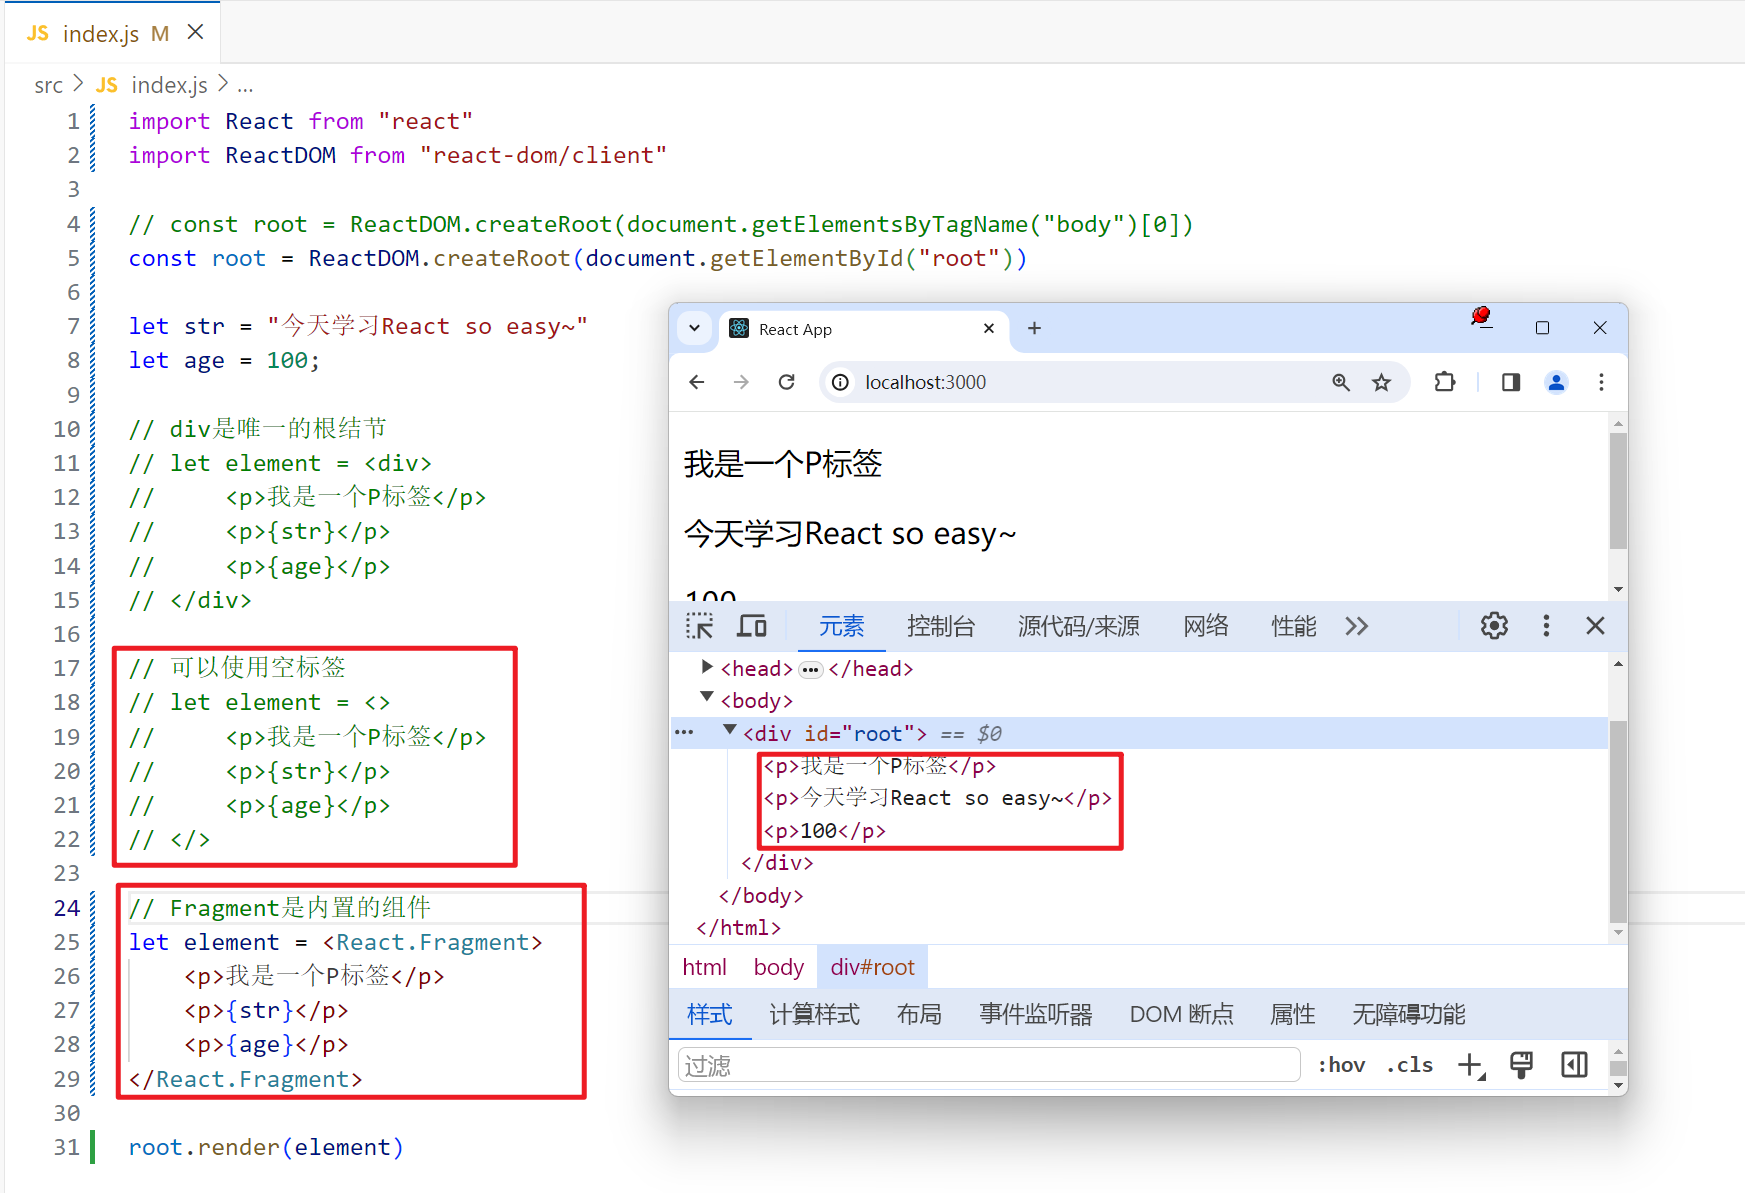 JS index.js M
src > JS index.js > ...
1 import React from "react"
2 import ReactDOM from "react-dom/client"
3
4 // const root = ReactDOM.createRoot(document.getElementsByTagName("body")[0])
5 const root = ReactDOM.createRoot(document.getElementById("root"))
6
7 let str = "今天学习React so easy~"
8 let age = 100;
9
10 // div是唯一的根结节
11 // let element = <div>
12 //     <p>我是一个P标签</p>
13 //     <p>{str}</p>
14 //     <p>{age}</p>
15 // </div>
16
17 // 可以使用空标签
18 // let element = <>
19 //     <p>我是一个P标签</p>
20 //     <p>{str}</p>
21 //     <p>{age}</p>
22 // </>
23
24 // Fragment是内置的组件
25 let element = <React.Fragment>
26     <p>我是一个P标签</p>
27     <p>{str}</p>
28     <p>{age}</p>
29 </React.Fragment>
30
31 root.render(element)
React App
localhost:3000
我是一个P标签
今天学习React so easy~
100
元素 控制台 源代码/来源 网络 性能
<head> ••• </head>
<body>
••• <div id="root"> == $0
<p>我是一个P标签</p>
<p>今天学习React so easy~</p>
<p>100</p>
</div>
</body>
</html>
html body div#root
样式 计算样式 布局 事件监听器 DOM 断点 属性 无障碍功能
过滤 :hov .cls